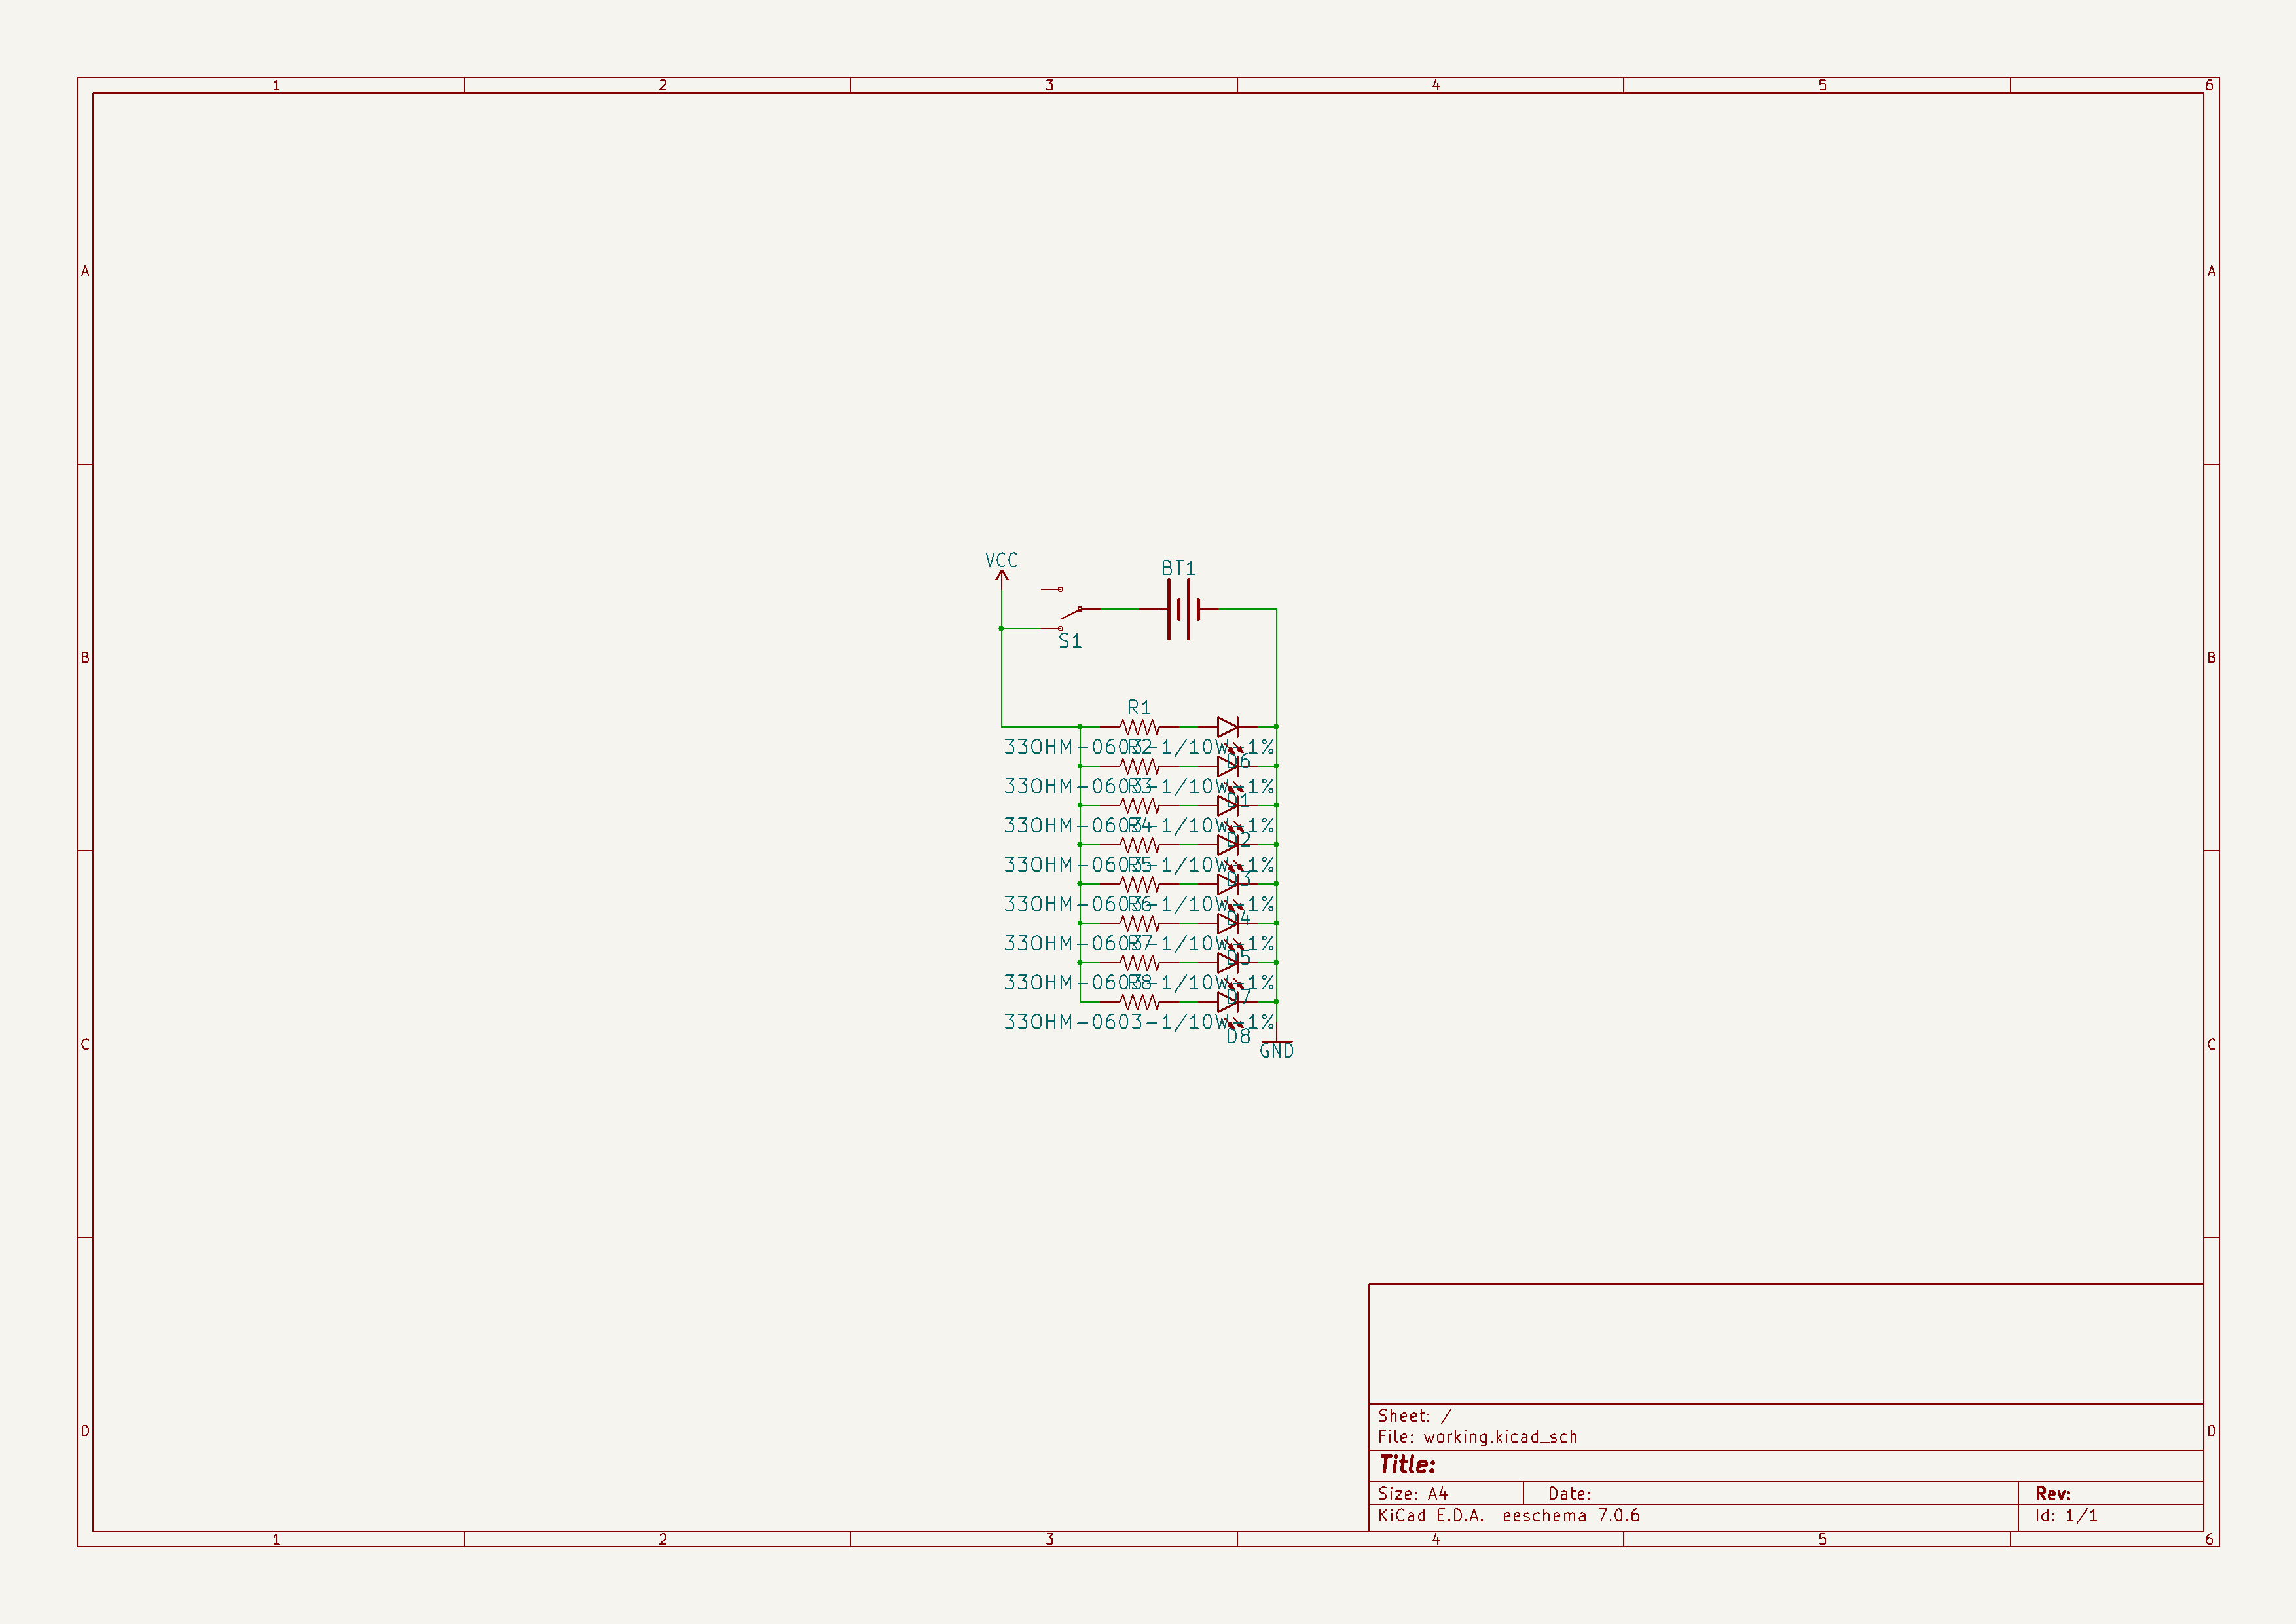 1 2 3 4 5 6
A A
VCC
BT1
S1
B B
R1
33OHM-0603-1/10W-1%
R2
D6
33OHM-0603-1/10W-1%
R3
D1
33OHM-0603-1/10W-1%
R4
D2
33OHM-0603-1/10W-1%
R5
D3
33OHM-0603-1/10W-1%
R6
D4
33OHM-0603-1/10W-1%
R7
D5
33OHM-0603-1/10W-1%
R8
D7
33OHM-0603-1/10W-1%
D8
GND
C C
Sheet: /
File: working.kicad_sch
D D
Title:
Size: A4 Date: Rev:
KiCad E.D.A. eeschema 7.0.6 Id: 1/1
1 2 3 4 5 6